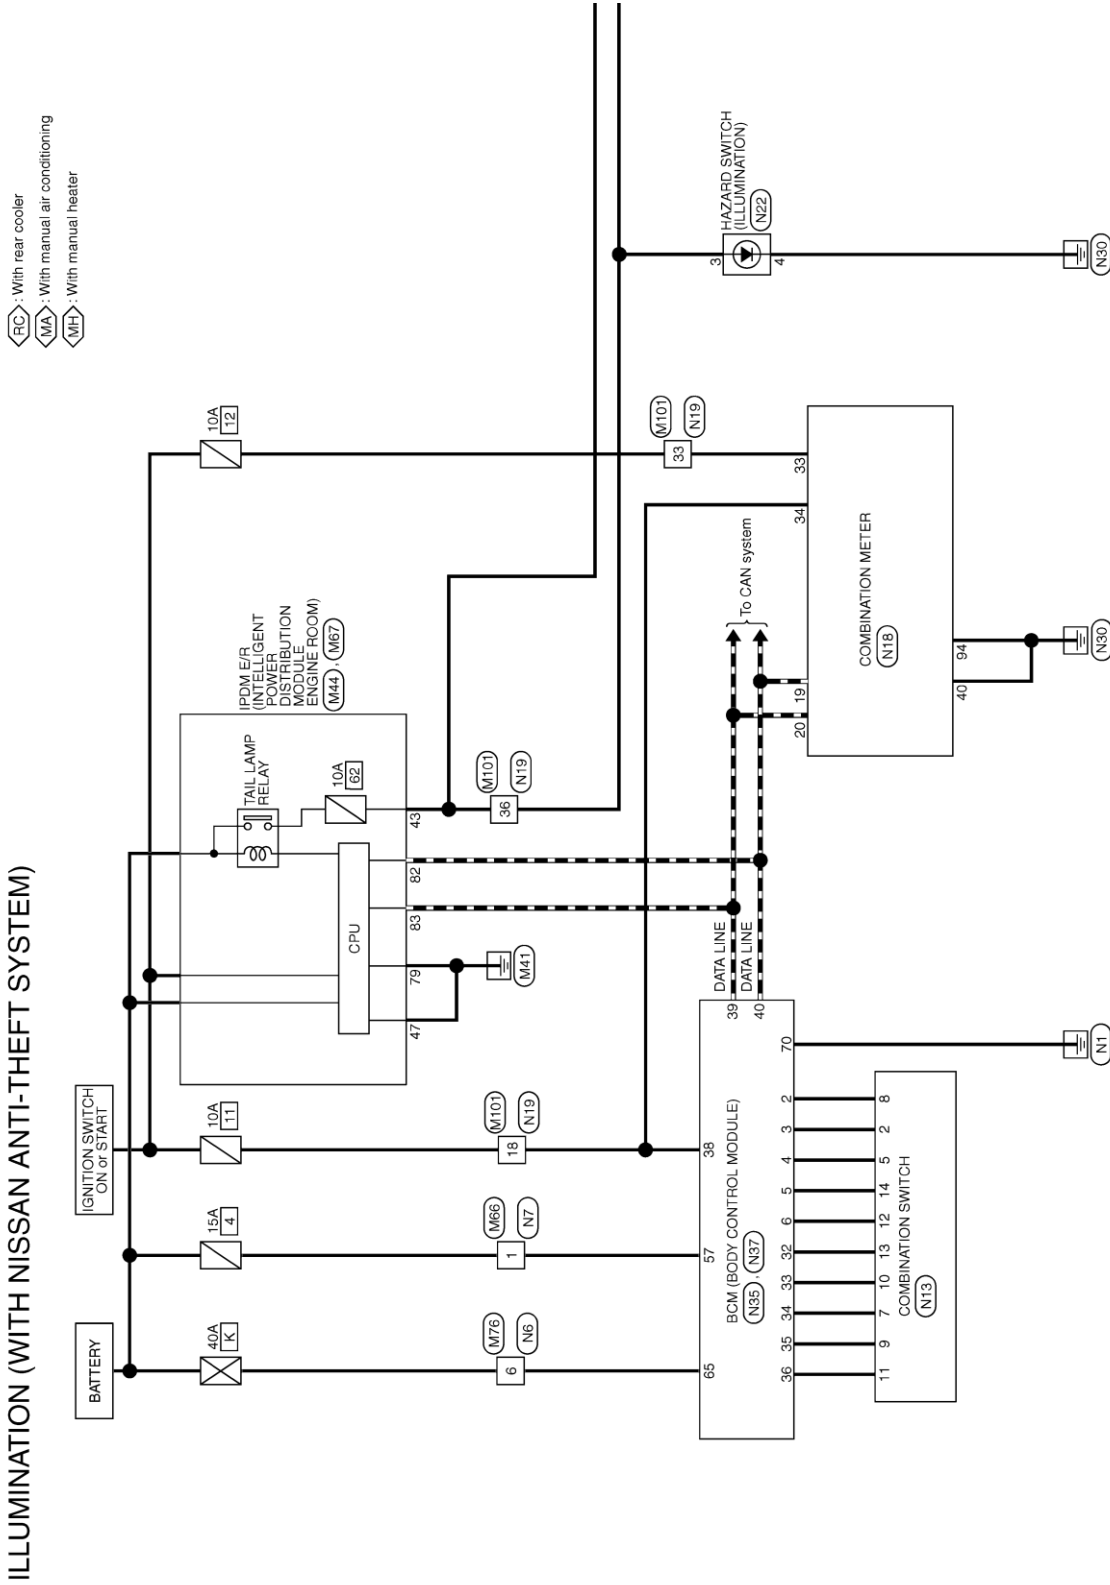 ILLUMINATION (WITH NISSAN ANTI-THEFT SYSTEM)
RC : With rear cooler
MA : With manual air conditioning
MH : With manual heater
BATTERY
IGNITION SWITCH
ON or START
40A
K
15A
4
10A
11
10A
12
IPDM E/R
(INTELLIGENT
POWER
DISTRIBUTION
MODULE
ENGINE ROOM)
M44 , M67
TAIL LAMP
RELAY
10A
62
CPU
47
79
83
82
43
M41
M76
6
N6
M66
1
N7
M101
18
N19
M101
36
N19
M101
33
N19
65
57
38
BCM (BODY CONTROL MODULE)
N35 , N37
39
40
DATA LINE
DATA LINE
To CAN system
36
35
34
33
32
6
5
4
3
2
70
11
9
7
10
13
12
14
5
2
8
COMBINATION SWITCH
N13
N1
20
19
34
33
COMBINATION METER
N18
40
94
N30
HAZARD SWITCH
(ILLUMINATION)
N22
3
4
N30